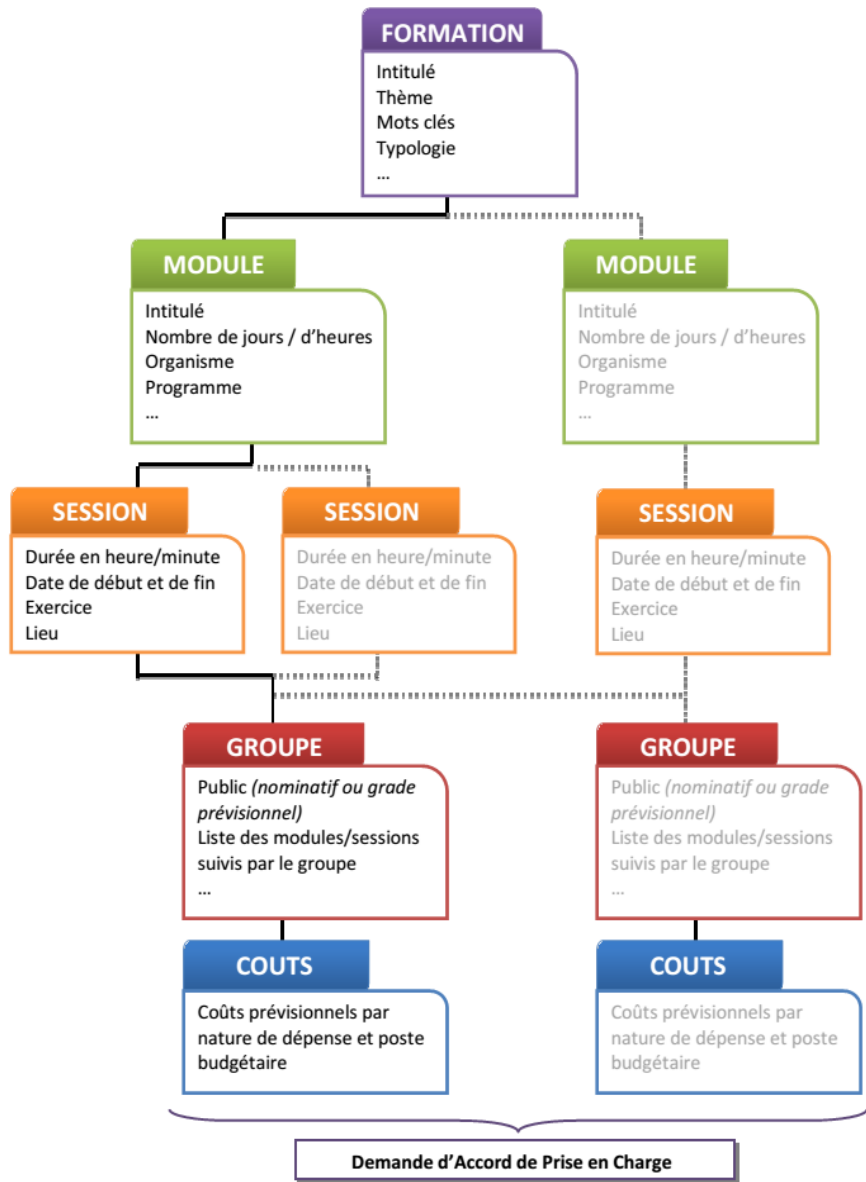 FORMATION
Intitulé
Thème
Mots clés
Typologie
...
MODULE
Intitulé
Nombre de jours / d'heures
Organisme
Programme
...
MODULE
Intitulé
Nombre de jours / d'heures
Organisme
Programme
...
SESSION
Durée en heure/minute
Date de début et de fin
Exercice
Lieu
SESSION
Durée en heure/minute
Date de début et de fin
Exercice
Lieu
SESSION
Durée en heure/minute
Date de début et de fin
Exercice
Lieu
GROUPE
Public (nominatif ou grade
prévisionnel)
Liste des modules/sessions
suivis par le groupe
...
GROUPE
Public (nominatif ou grade
prévisionnel)
Liste des modules/sessions
suivis par le groupe
...
COUTS
Coûts prévisionnels par
nature de dépense et poste
budgétaire
COUTS
Coûts prévisionnels par
nature de dépense et poste
budgétaire
Demande d'Accord de Prise en Charge